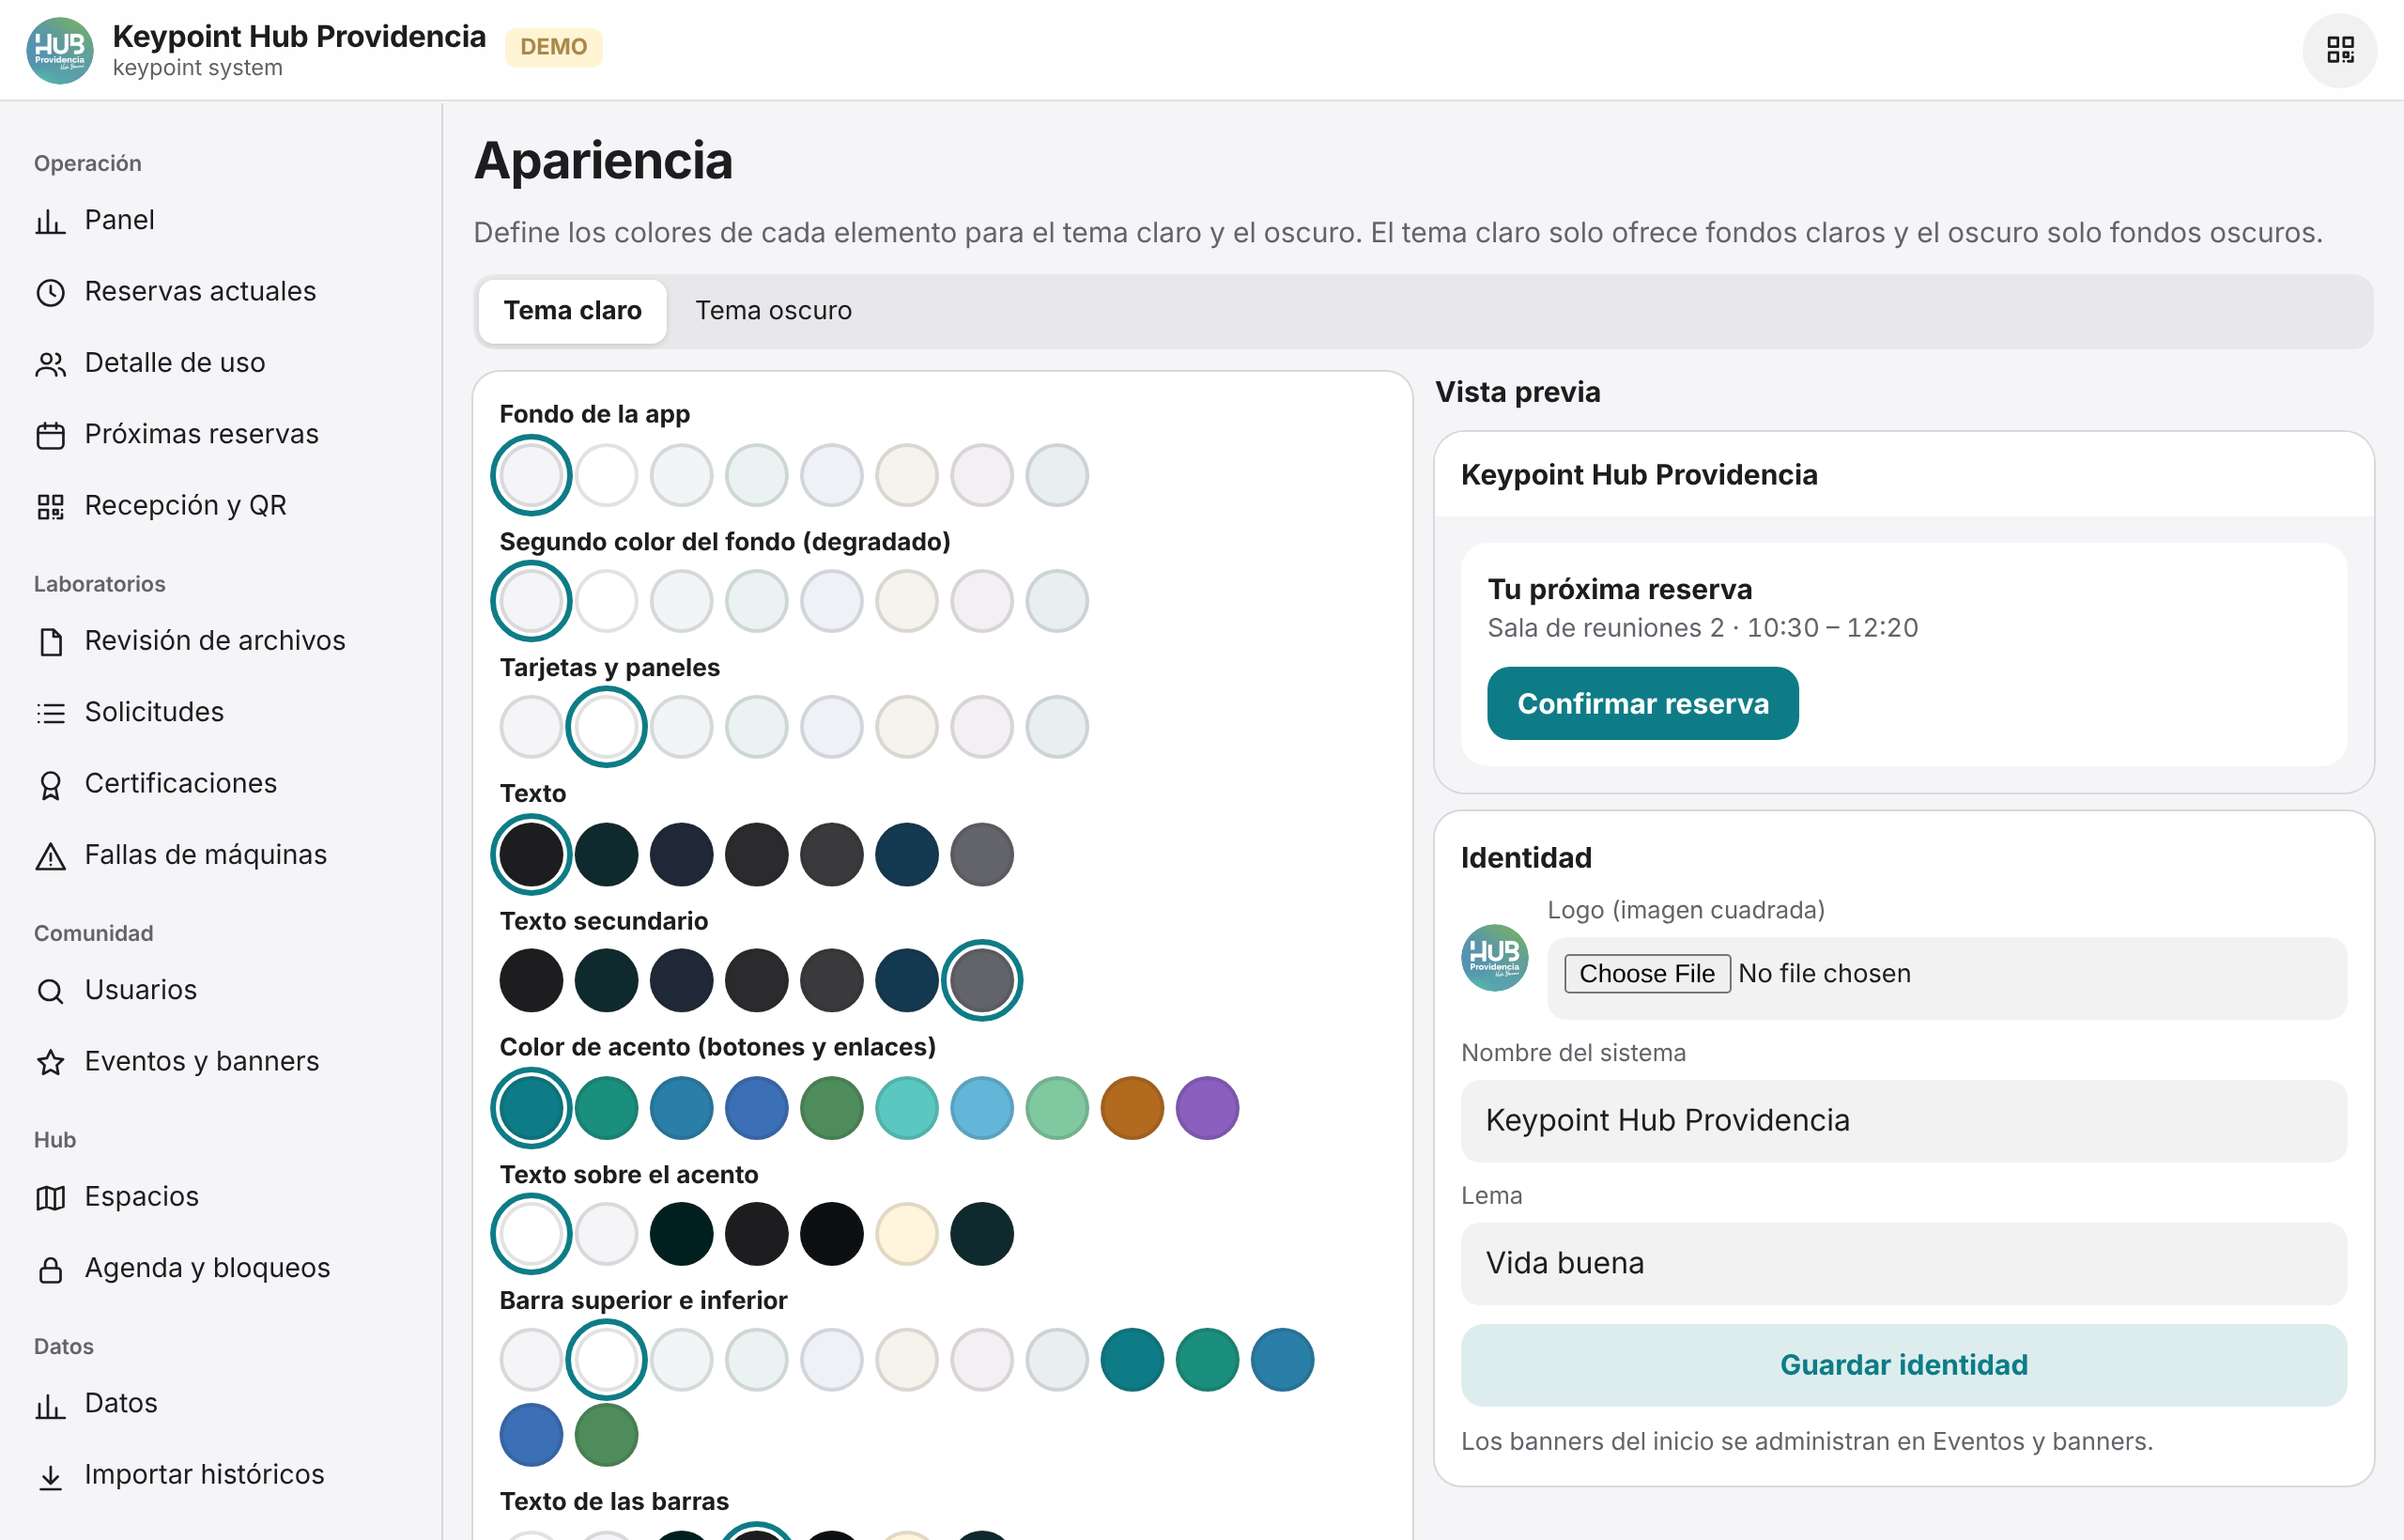 HUB
Providencia
Keypoint Hub Providencia
DEMO
keypoint system
Operación
Panel
Reservas actuales
Detalle de uso
Próximas reservas
Recepción y QR
Laboratorios
Revisión de archivos
Solicitudes
Certificaciones
Fallas de máquinas
Comunidad
Usuarios
Eventos y banners
Hub
Espacios
Agenda y bloqueos
Datos
Datos
Importar históricos
Apariencia
Define los colores de cada elemento para el tema claro y el oscuro. El tema claro solo ofrece fondos claros y el oscuro solo fondos oscuros.
Tema claro
Tema oscuro
Fondo de la app
Segundo color del fondo (degradado)
Tarjetas y paneles
Texto
Texto secundario
Color de acento (botones y enlaces)
Texto sobre el acento
Barra superior e inferior
Texto de las barras
Vista previa
Keypoint Hub Providencia
Tu próxima reserva
Sala de reuniones 2 · 10:30 – 12:20
Confirmar reserva
Identidad
Logo (imagen cuadrada)
HUB
Providencia
Choose File No file chosen
Nombre del sistema
Keypoint Hub Providencia
Lema
Vida buena
Guardar identidad
Los banners del inicio se administran en Eventos y banners.